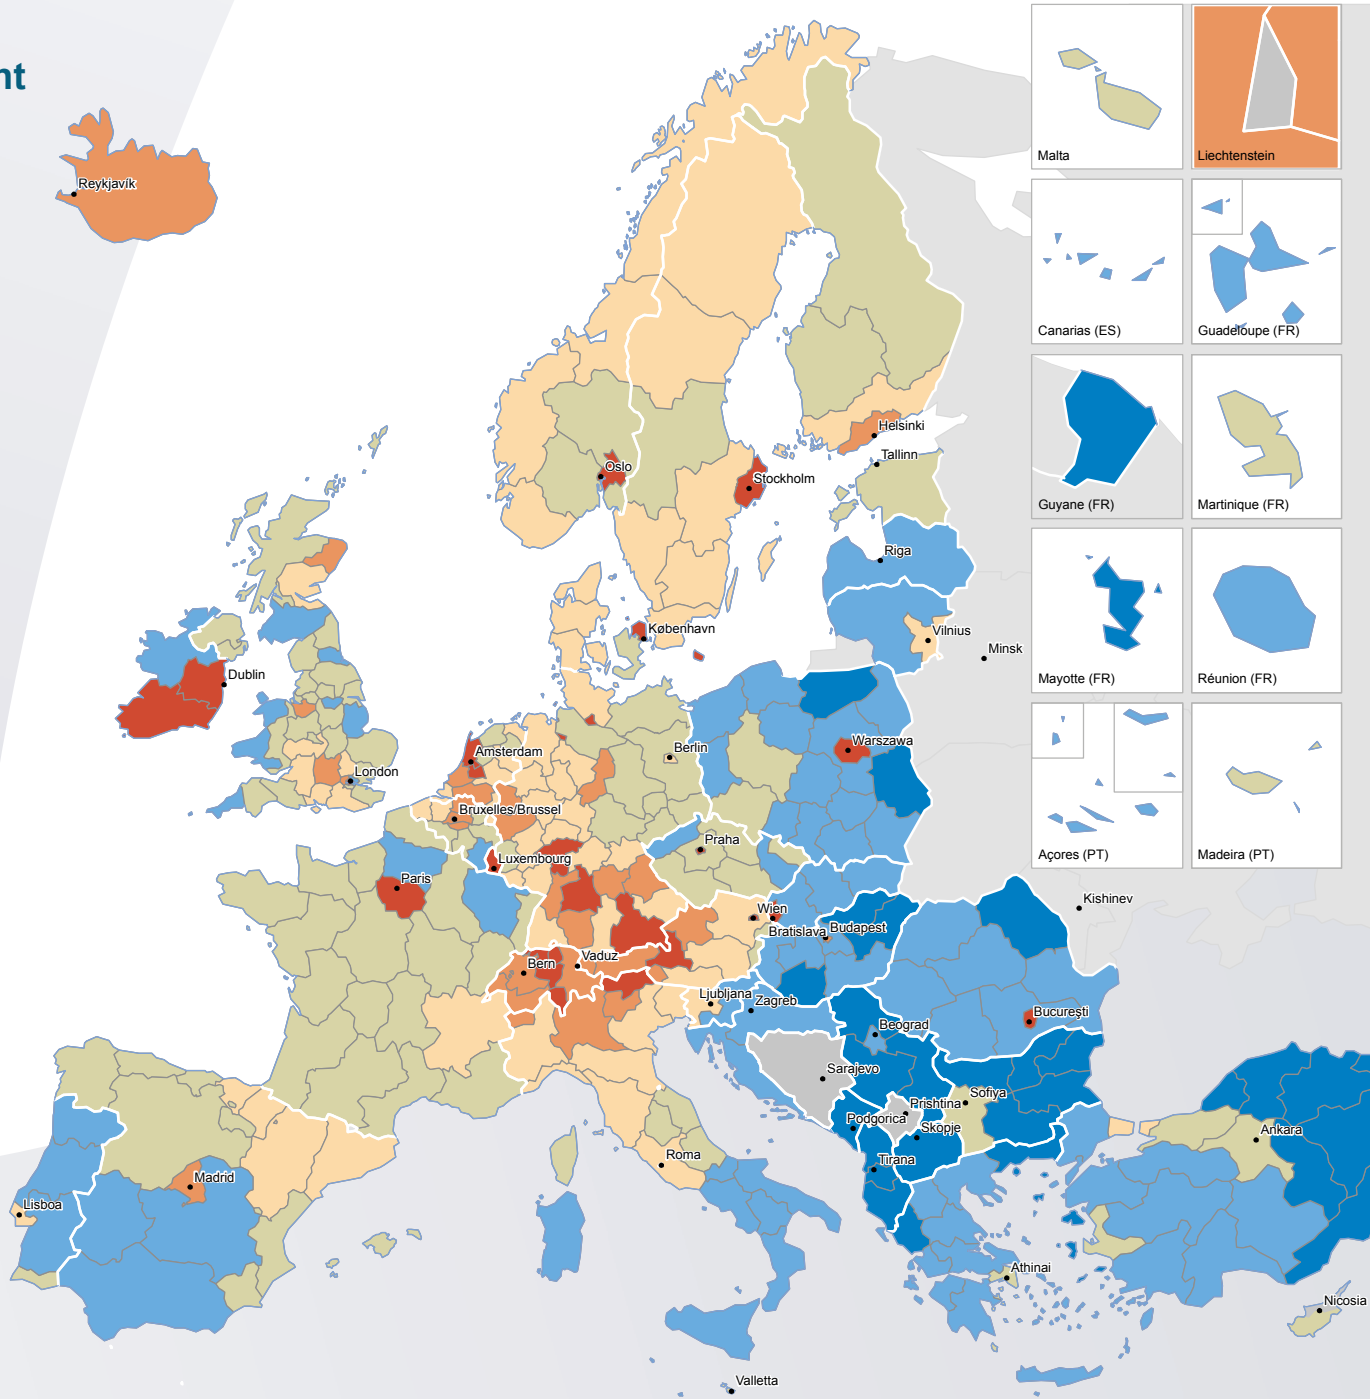 nt
Reykjavík
Malta
Liechtenstein
Canarias (ES)
Guadeloupe (FR)
Guyane (FR)
Martinique (FR)
Mayotte (FR)
Réunion (FR)
Açores (PT)
Madeira (PT)
Helsinki
Tallinn
Oslo
Stockholm
Riga
København
Vilnius
Minsk
Dublin
Amsterdam
Berlin
Warszawa
London
Bruxelles/Brussel
Praha
Luxembourg
Paris
Kishinev
Wien
Bratislava
Budapest
Bern
Vaduz
Ljubljana
Zagreb
Bucureşti
Beograd
Sarajevo
Sofiya
Prishtina
Podgorica
Skopje
Ankara
Roma
Tirana
Madrid
Lisboa
Athinai
Nicosia
Valletta